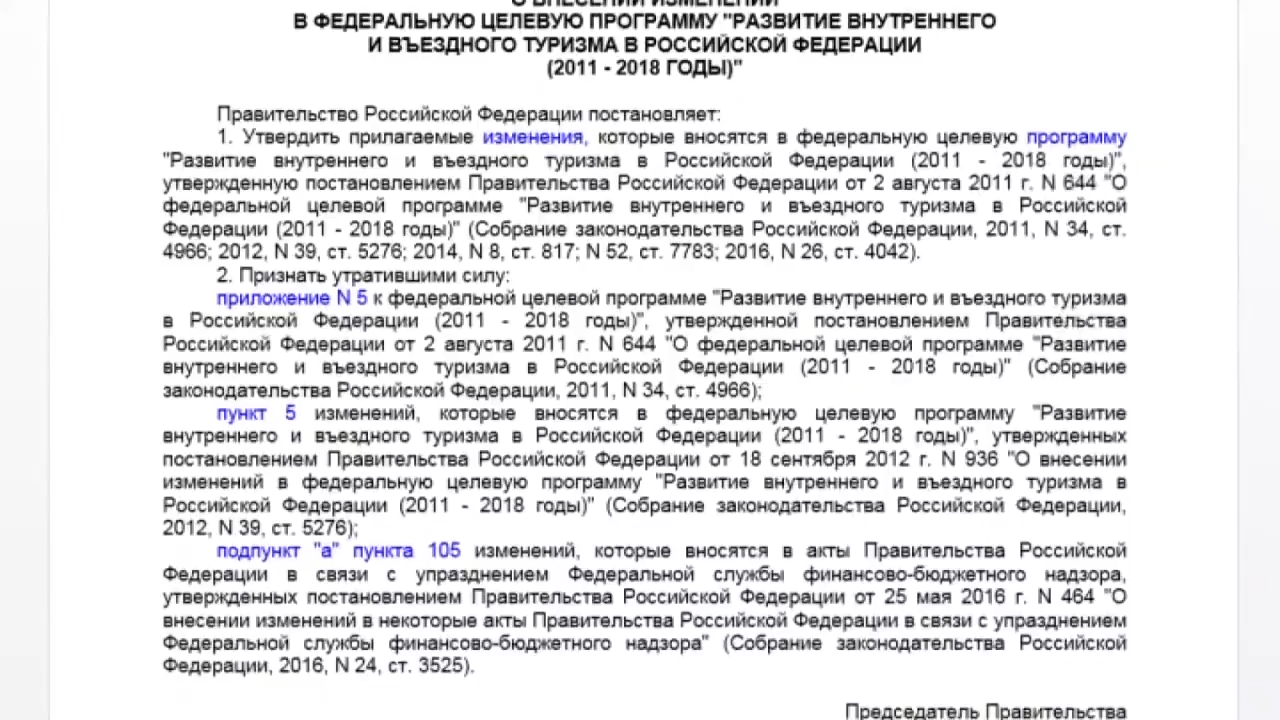 О ВНЕСЕНИИ ИЗМЕНЕНИЙ
В ФЕДЕРАЛЬНУЮ ЦЕЛЕВУЮ ПРОГРАММУ "РАЗВИТИЕ ВНУТРЕННЕГО
И ВЪЕЗДНОГО ТУРИЗМА В РОССИЙСКОЙ ФЕДЕРАЦИИ
(2011 - 2018 ГОДЫ)"
Правительство Российской Федерации постановляет:
1. Утвердить прилагаемые изменения, которые вносятся в федеральную целевую программу
"Развитие внутреннего и въездного туризма в Российской Федерации (2011 - 2018 годы)",
утвержденную постановлением Правительства Российской Федерации от 2 августа 2011 г. N 644 "О
федеральной целевой программе "Развитие внутреннего и въездного туризма в Российской
Федерации (2011 - 2018 годы)" (Собрание законодательства Российской Федерации, 2011, N 34, ст.
4966; 2012, N 39, ст. 5276; 2014, N 8, ст. 817; N 52, ст. 7783; 2016, N 26, ст. 4042).
2. Признать утратившими силу:
приложение N 5 к федеральной целевой программе "Развитие внутреннего и въездного туризма
в Российской Федерации (2011 - 2018 годы)", утвержденной постановлением Правительства
Российской Федерации от 2 августа 2011 г. N 644 "О федеральной целевой программе "Развитие
внутреннего и въездного туризма в Российской Федерации (2011 - 2018 годы)" (Собрание
законодательства Российской Федерации, 2011, N 34, ст. 4966);
пункт 5 изменений, которые вносятся в федеральную целевую программу "Развитие
внутреннего и въездного туризма в Российской Федерации (2011 - 2018 годы)", утвержденных
постановлением Правительства Российской Федерации от 18 сентября 2012 г. N 936 "О внесении
изменений в федеральную целевую программу "Развитие внутреннего и въездного туризма в
Российской Федерации (2011 - 2018 годы)" (Собрание законодательства Российской Федерации,
2012, N 39, ст. 5276);
подпункт "а" пункта 105 изменений, которые вносятся в акты Правительства Российской
Федерации в связи с упразднением Федеральной службы финансово-бюджетного надзора,
утвержденных постановлением Правительства Российской Федерации от 25 мая 2016 г. N 464 "О
внесении изменений в некоторые акты Правительства Российской Федерации в связи с упразднением
Федеральной службы финансово-бюджетного надзора" (Собрание законодательства Российской
Федерации, 2016, N 24, ст. 3525).
Председатель Правительства